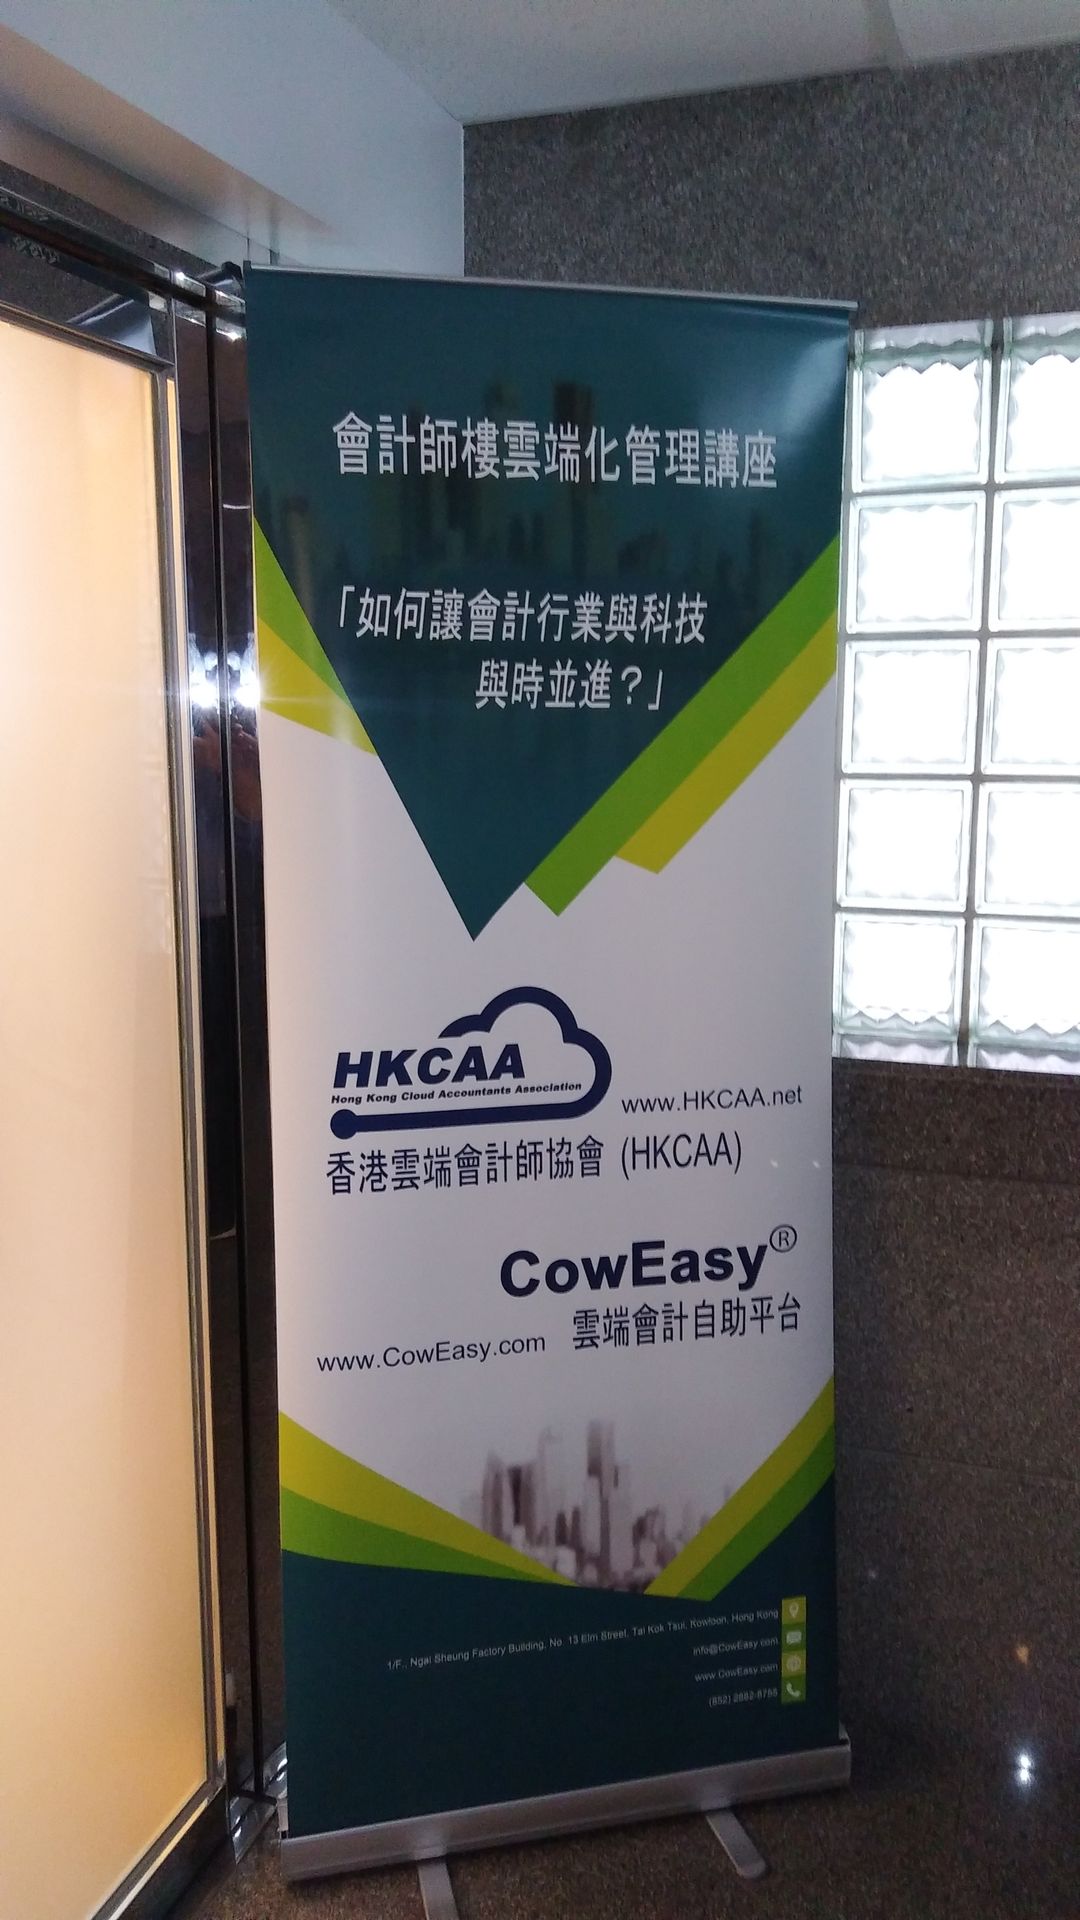 會計師樓雲端化管理講座
「如何讓會計行業與科技
與時並進？」
HKCAA
Hong Kong Cloud Accountants Association
www.HKCAA.net
香港雲端會計師協會 (HKCAA)
CowEasy®
雲端會計自助平台
www.CowEasy.com
1/F., Ngai Sheung Factory Building, No. 13 Elm Street, Tai Kok Tsui, Kowloon, Hong Kong
info@CowEasy.com
www.CowEasy.com
(852)